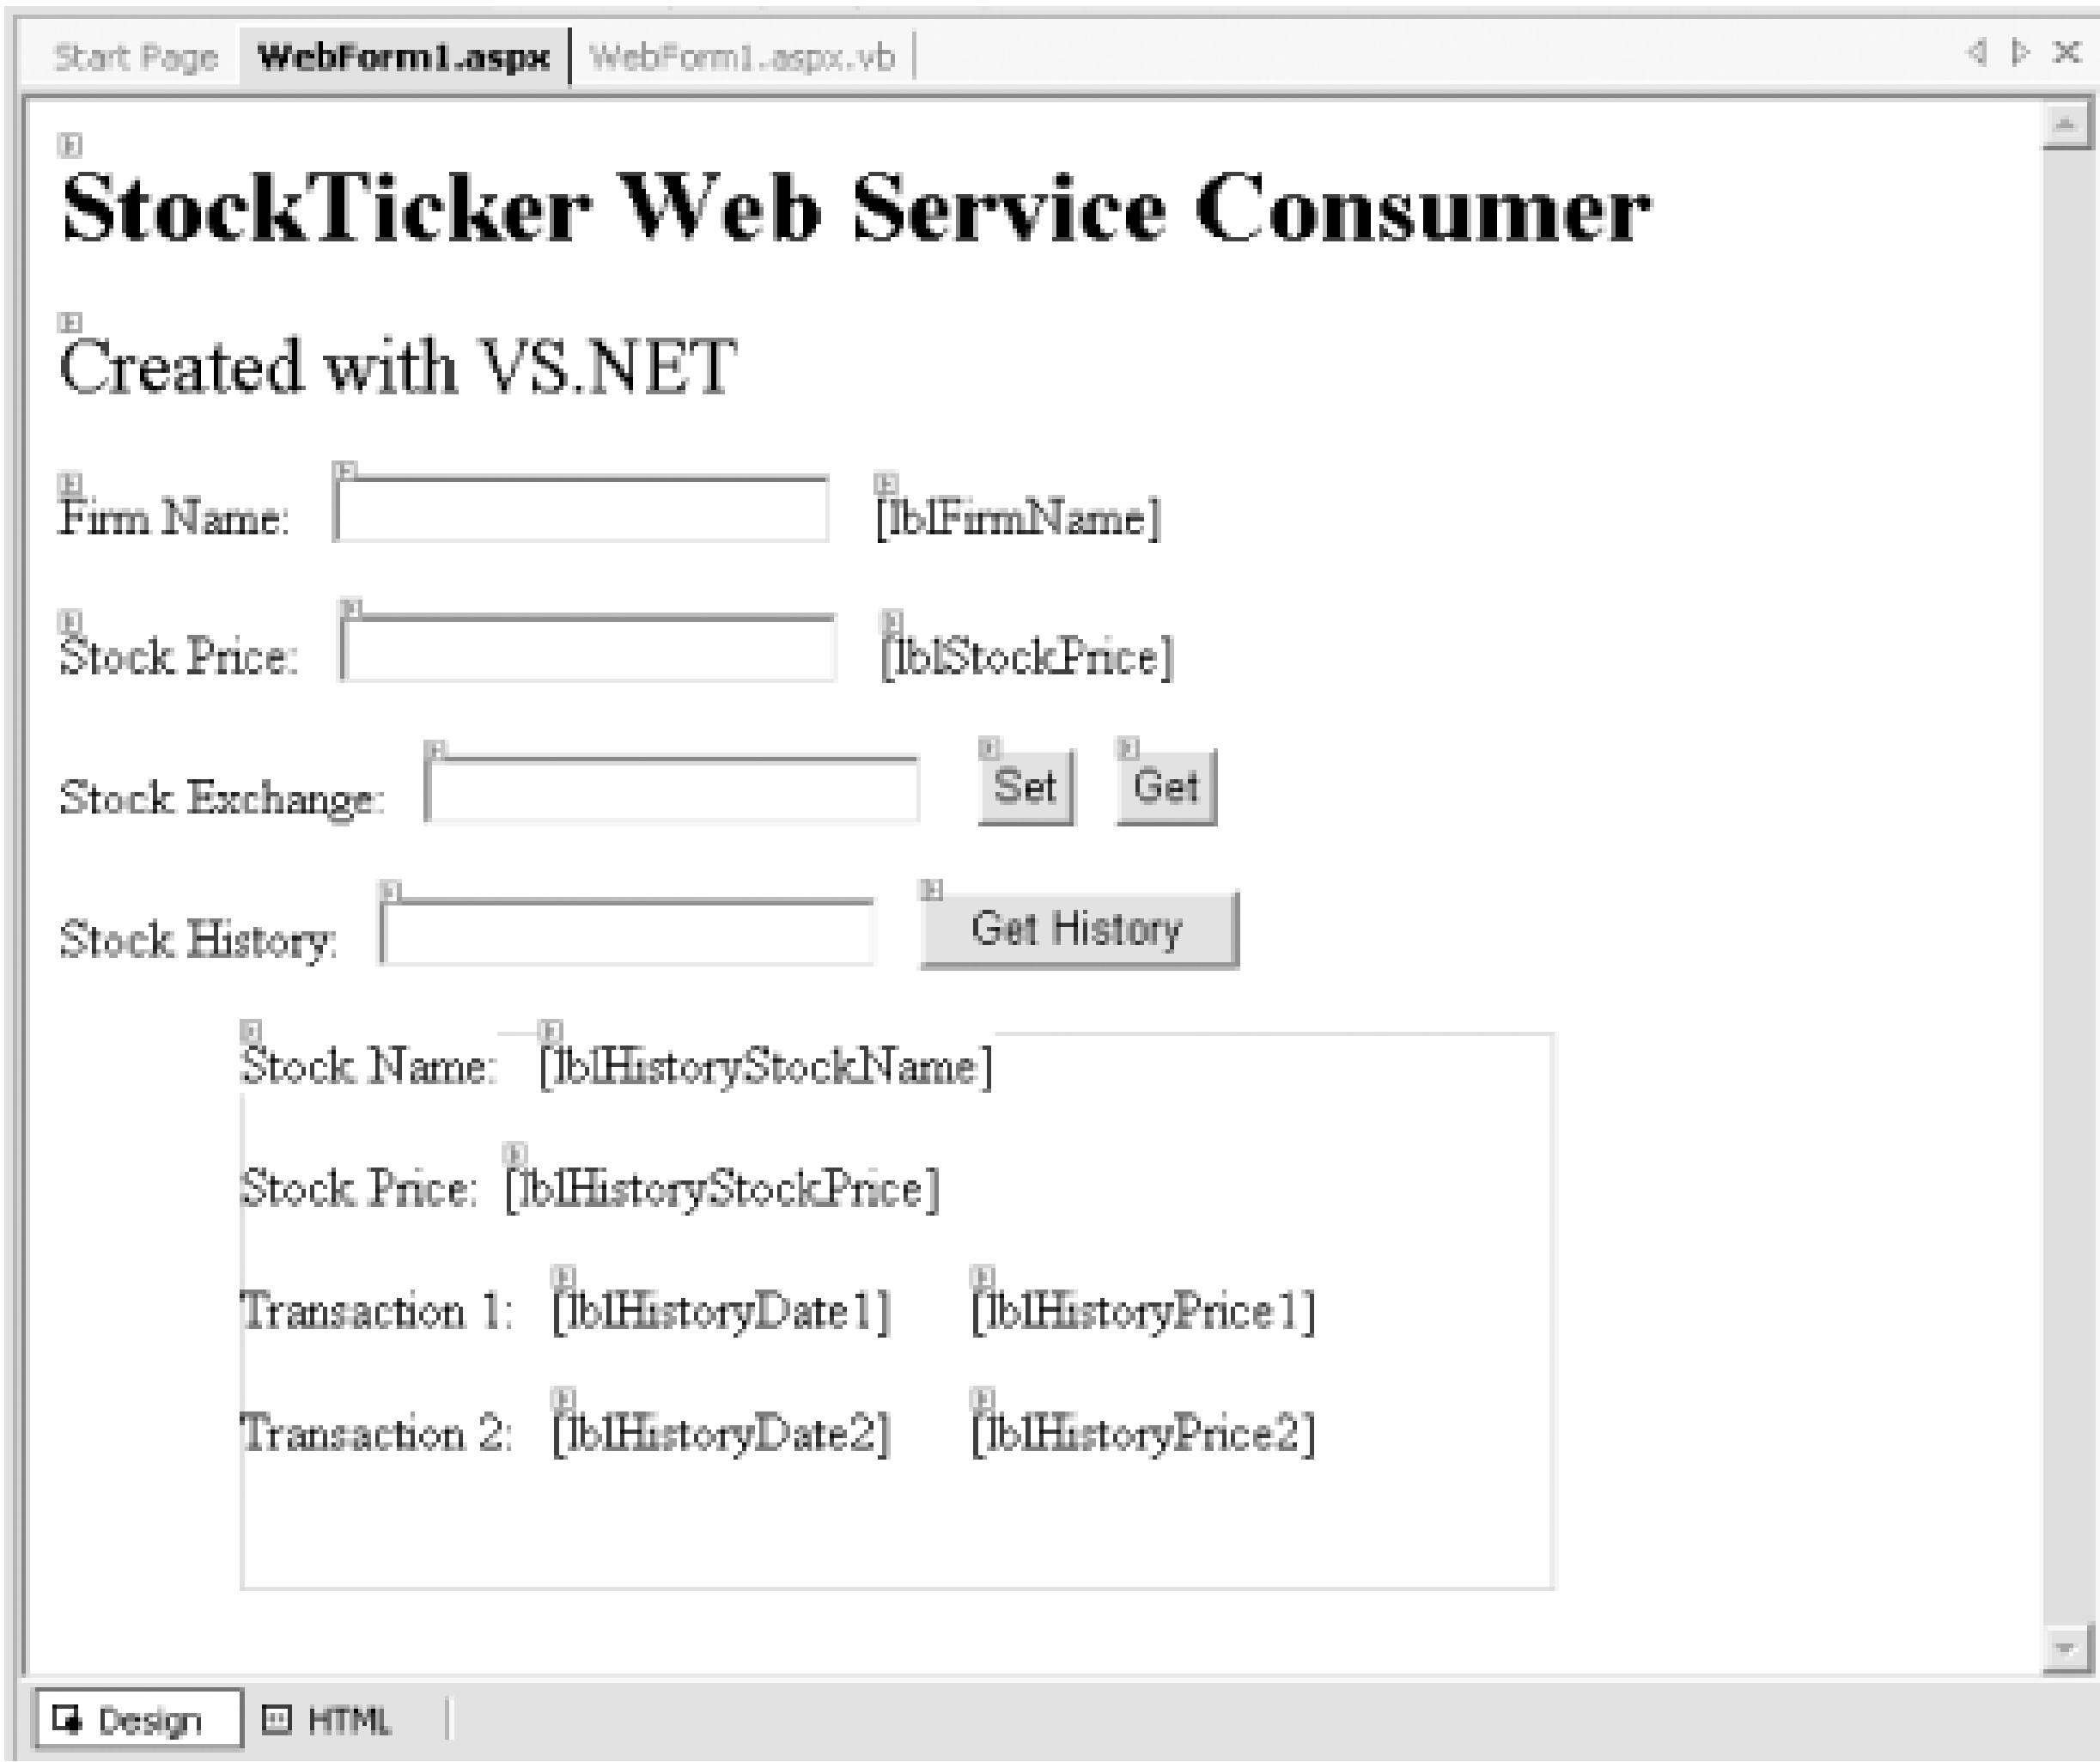 Start Page WebForm1.aspx WebForm1.aspx.vb
StockTicker Web Service Consumer
Created with VS.NET
Firm Name: [lblFirmName]
Stock Price: [lblStockPrice]
Stock Exchange: Set Get
Stock History: Get History
Stock Name: [lblHistoryStockName]
Stock Price: [lblHistoryStockPrice]
Transaction 1: [lblHistoryDate1] [lblHistoryPrice1]
Transaction 2: [lblHistoryDate2] [lblHistoryPrice2]
Design HTML